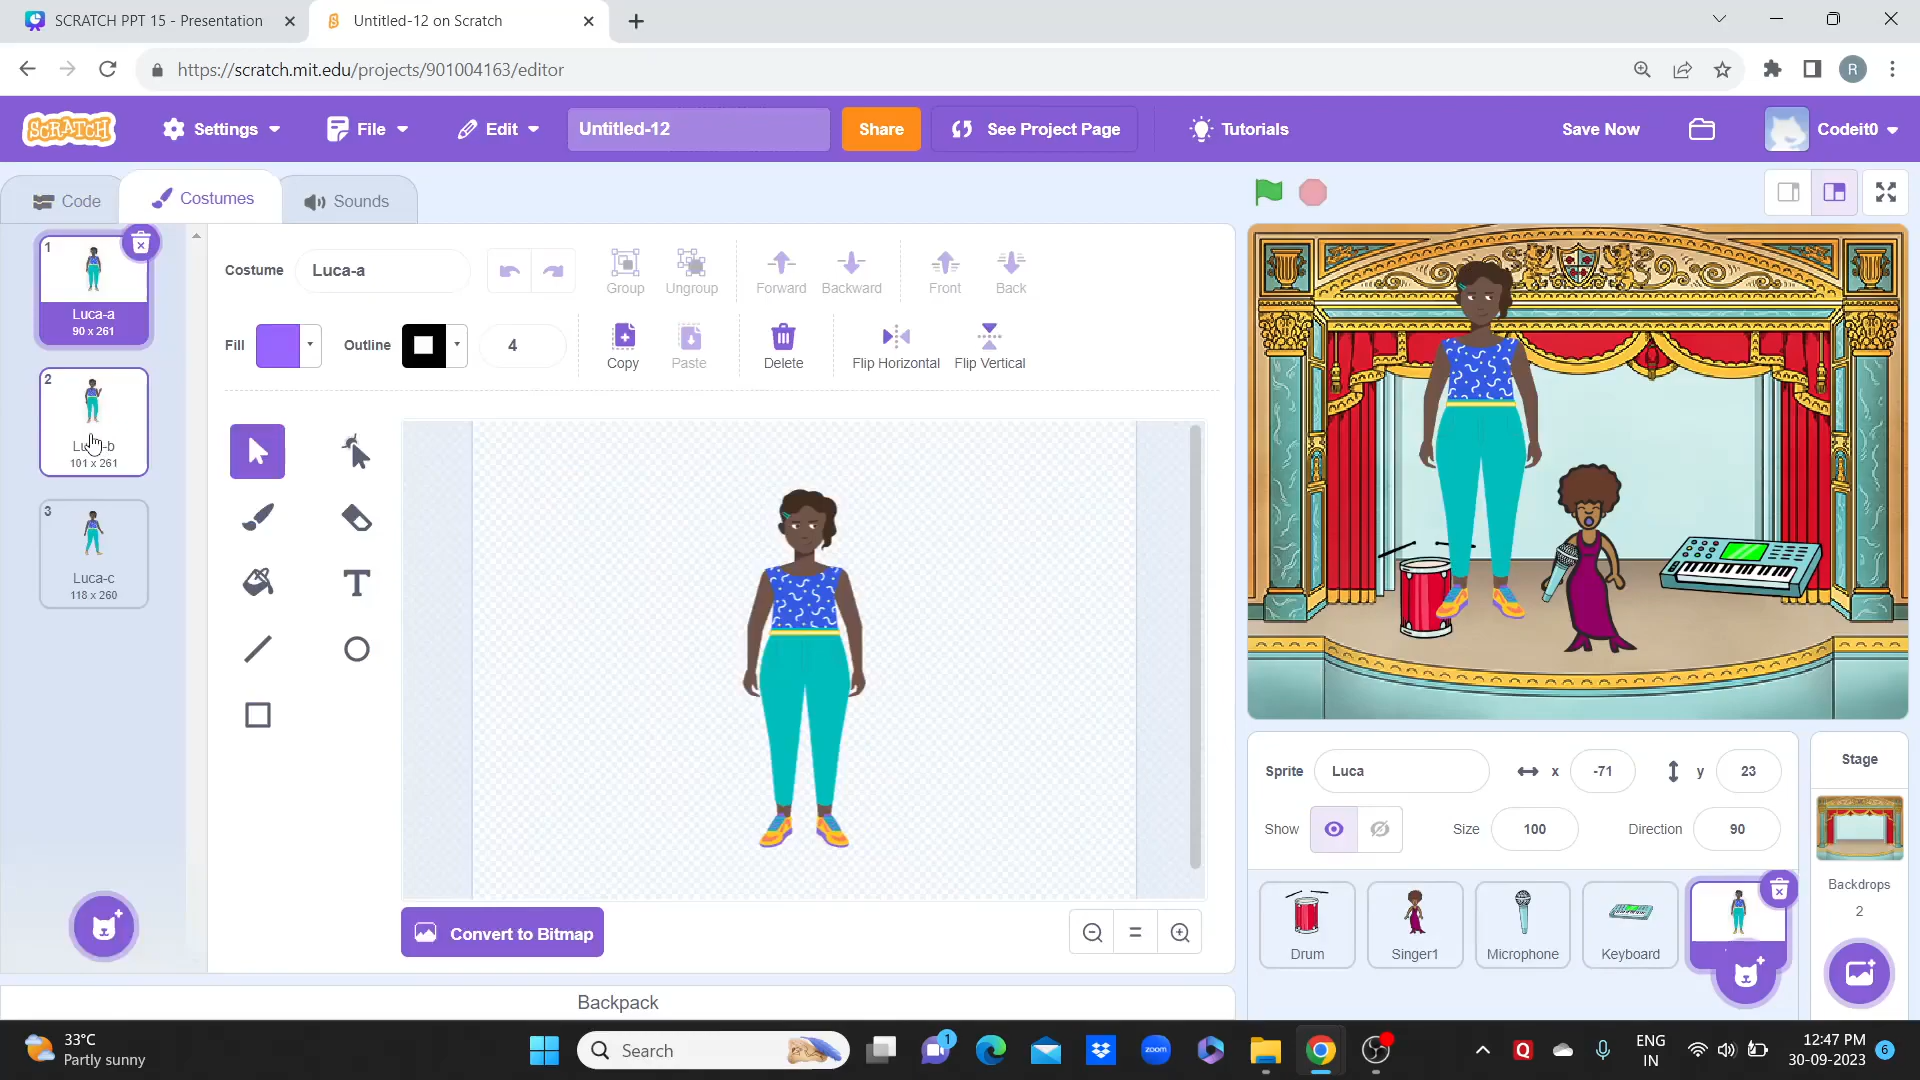 SCRATCH PPT 15 - Presentation
Untitled-12 on Scratch
https://scratch.mit.edu/projects/901004163/editor
R
SCRATCH
Settings
File
Edit
Untitled-12
Share
See Project Page
Tutorials
Save Now
Codeit0
Code
Costumes
Sounds
1
Luca-a
90 x 261
2
101 x 261
3
Luca-c
118 x 260
Costume
Luca-a
Group
Ungroup
Forward
Backward
Front
Back
Fill
Outline
4
Copy
Paste
Delete
Flip Horizontal
Flip Vertical
T
Convert to Bitmap
Backpack
Sprite
Luca
x
-71
y
23
Show
Size
100
Direction
90
Drum
Singer1
Microphone
Keyboard
Stage
Backdrops
2
33°C
Partly sunny
Search
1
zoom
Q
ENG
IN
12:47 PM
30-09-2023
6